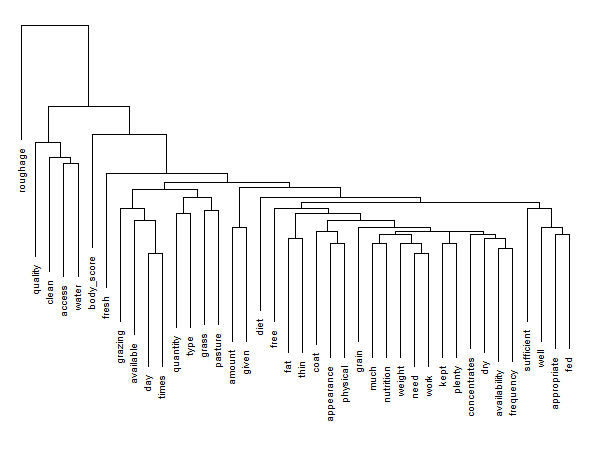 roughage
quality
clean
access
water
body_score
fresh
grazing
available
day
times
quantity
type
grass
pasture
amount
given
diet
free
fat
thin
coat
appearance
physical
grain
much
nutrition
weight
need
work
kept
plenty
concentrates
dry
availability
frequency
sufficient
well
appropriate
fed